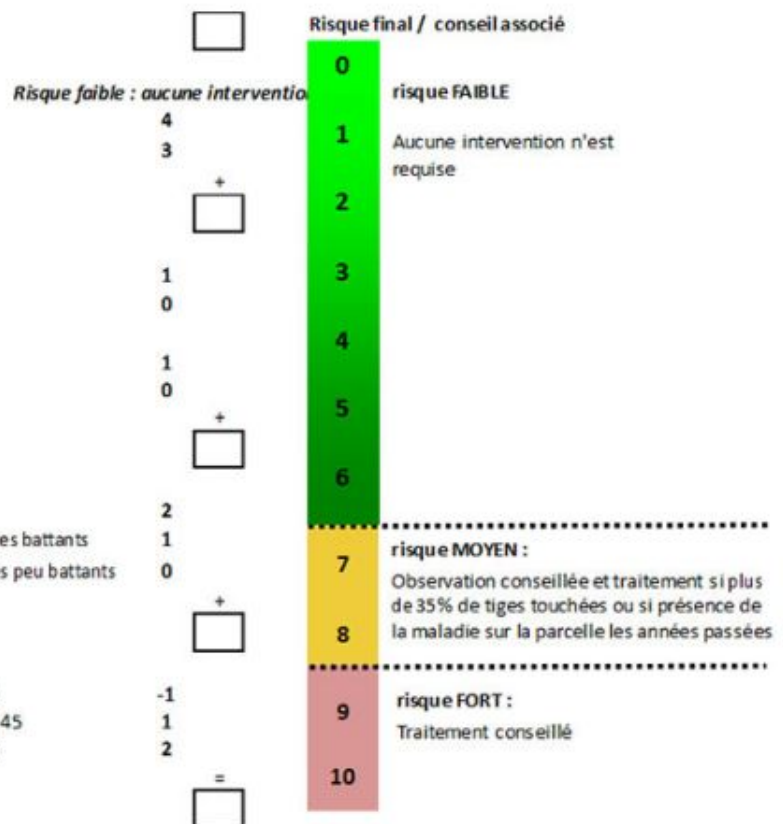 Risque final / conseil associé
0
Risque faible : aucune interventio
risque FAIBLE
4
3
1
Aucune intervention n'est
requise
+
2
1
0
3
4
1
0
5
+
6
2
es battants
1
s peu battants
0
risque MOYEN :
7
Observation conseillée et traitement si plus
de 35% de tiges touchées ou si présence de
la maladie sur la parcelle les années passées
+
8
-1
45
1
2
risque FORT :
9
Traitement conseillé
10
=